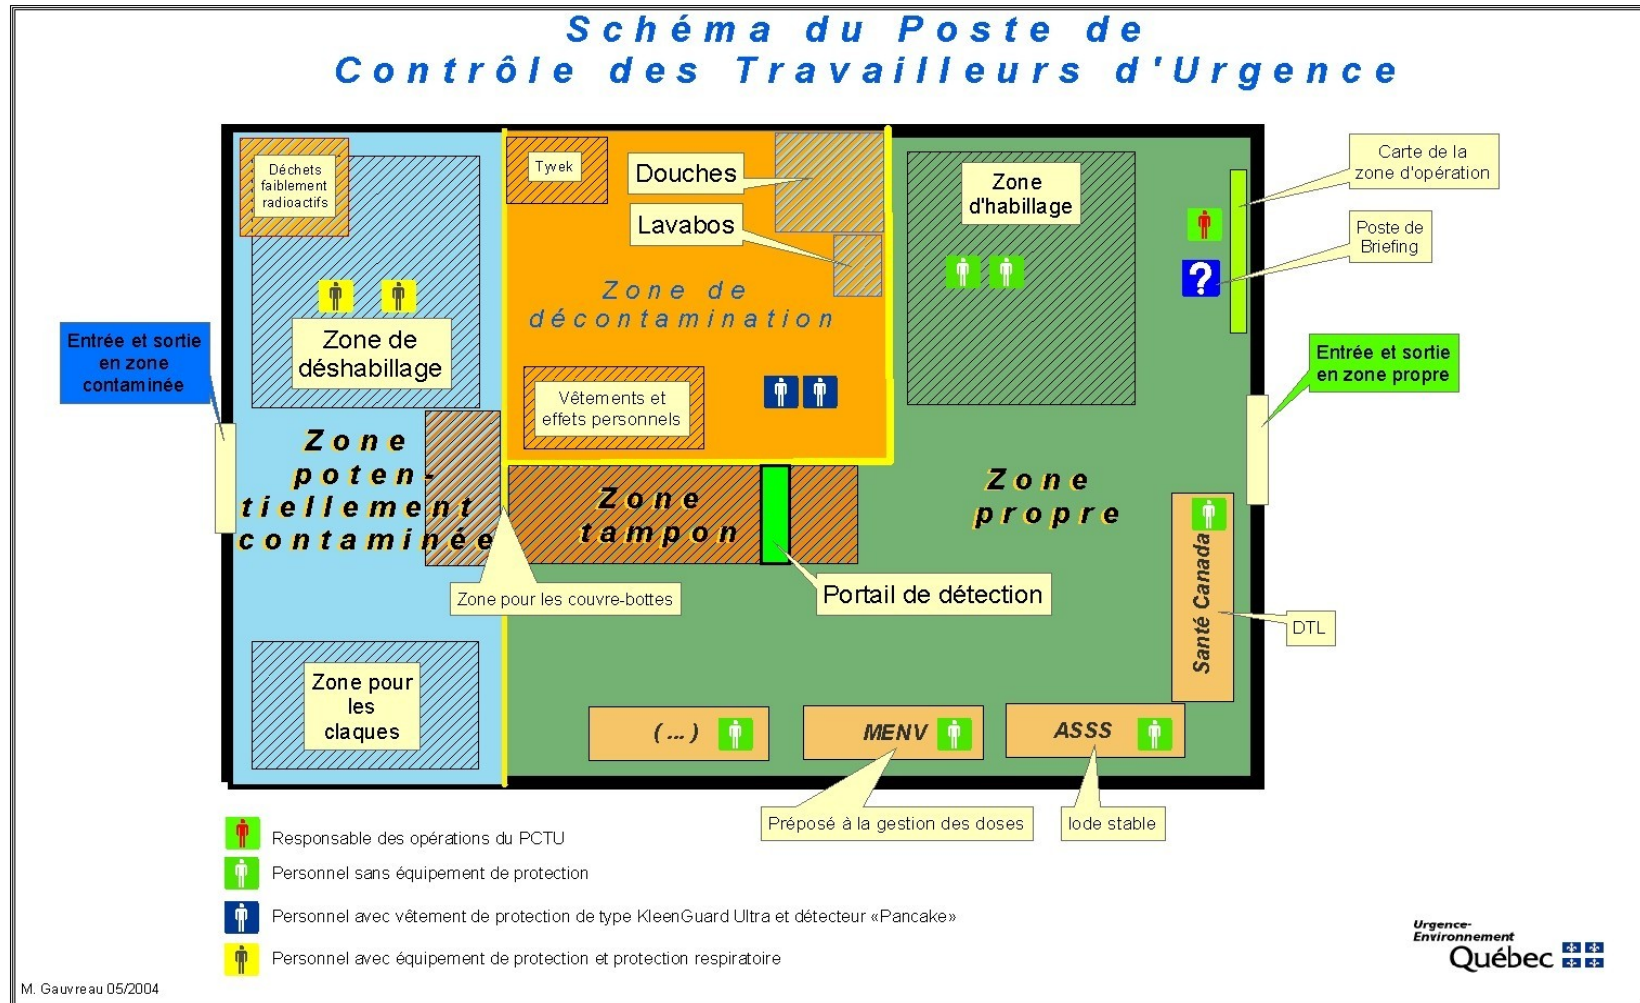 Schéma du Poste de
Contrôle des Travailleurs d'Urgence
Déchets
faiblement
radioactifs
Tyvek
Douches
Lavabos
Zone
d'habillage
Carte de la
zone d'opération
Poste de
Briefing
?
Zone de
décontamination
Zone de
déshabillage
Entrée et sortie
en zone
contaminée
Entrée et sortie
en zone propre
Vêtements et
effets personnels
Zone
poten-
tiellement
contaminée
Zone
tampon
Zone
propre
Zone pour les couvre-bottes
Portail de détection
Santé Canada
DTL
Zone pour
les
claques
(...)
MENV
ASSS
Préposé à la gestion des doses
Iode stable
Responsable des opérations du PCTU
Personnel sans équipement de protection
Personnel avec vêtement de protection de type KleenGuard Ultra et détecteur «Pancake»
Personnel avec équipement de protection et protection respiratoire
Urgence-
Environnement
Québec
M. Gauvreau 05/2004